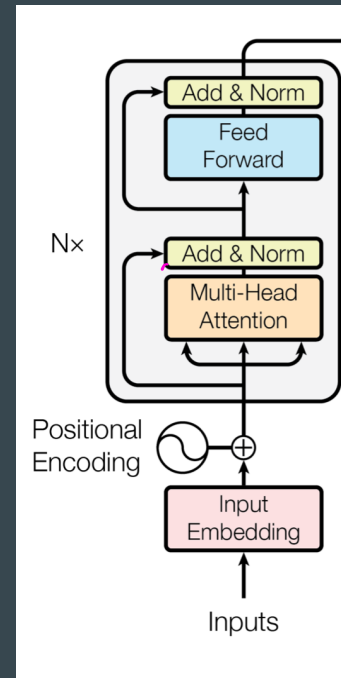 Add & Norm
Feed
Forward
N×
Add & Norm
Multi-Head
Attention
Positional
Encoding
Input
Embedding
Inputs